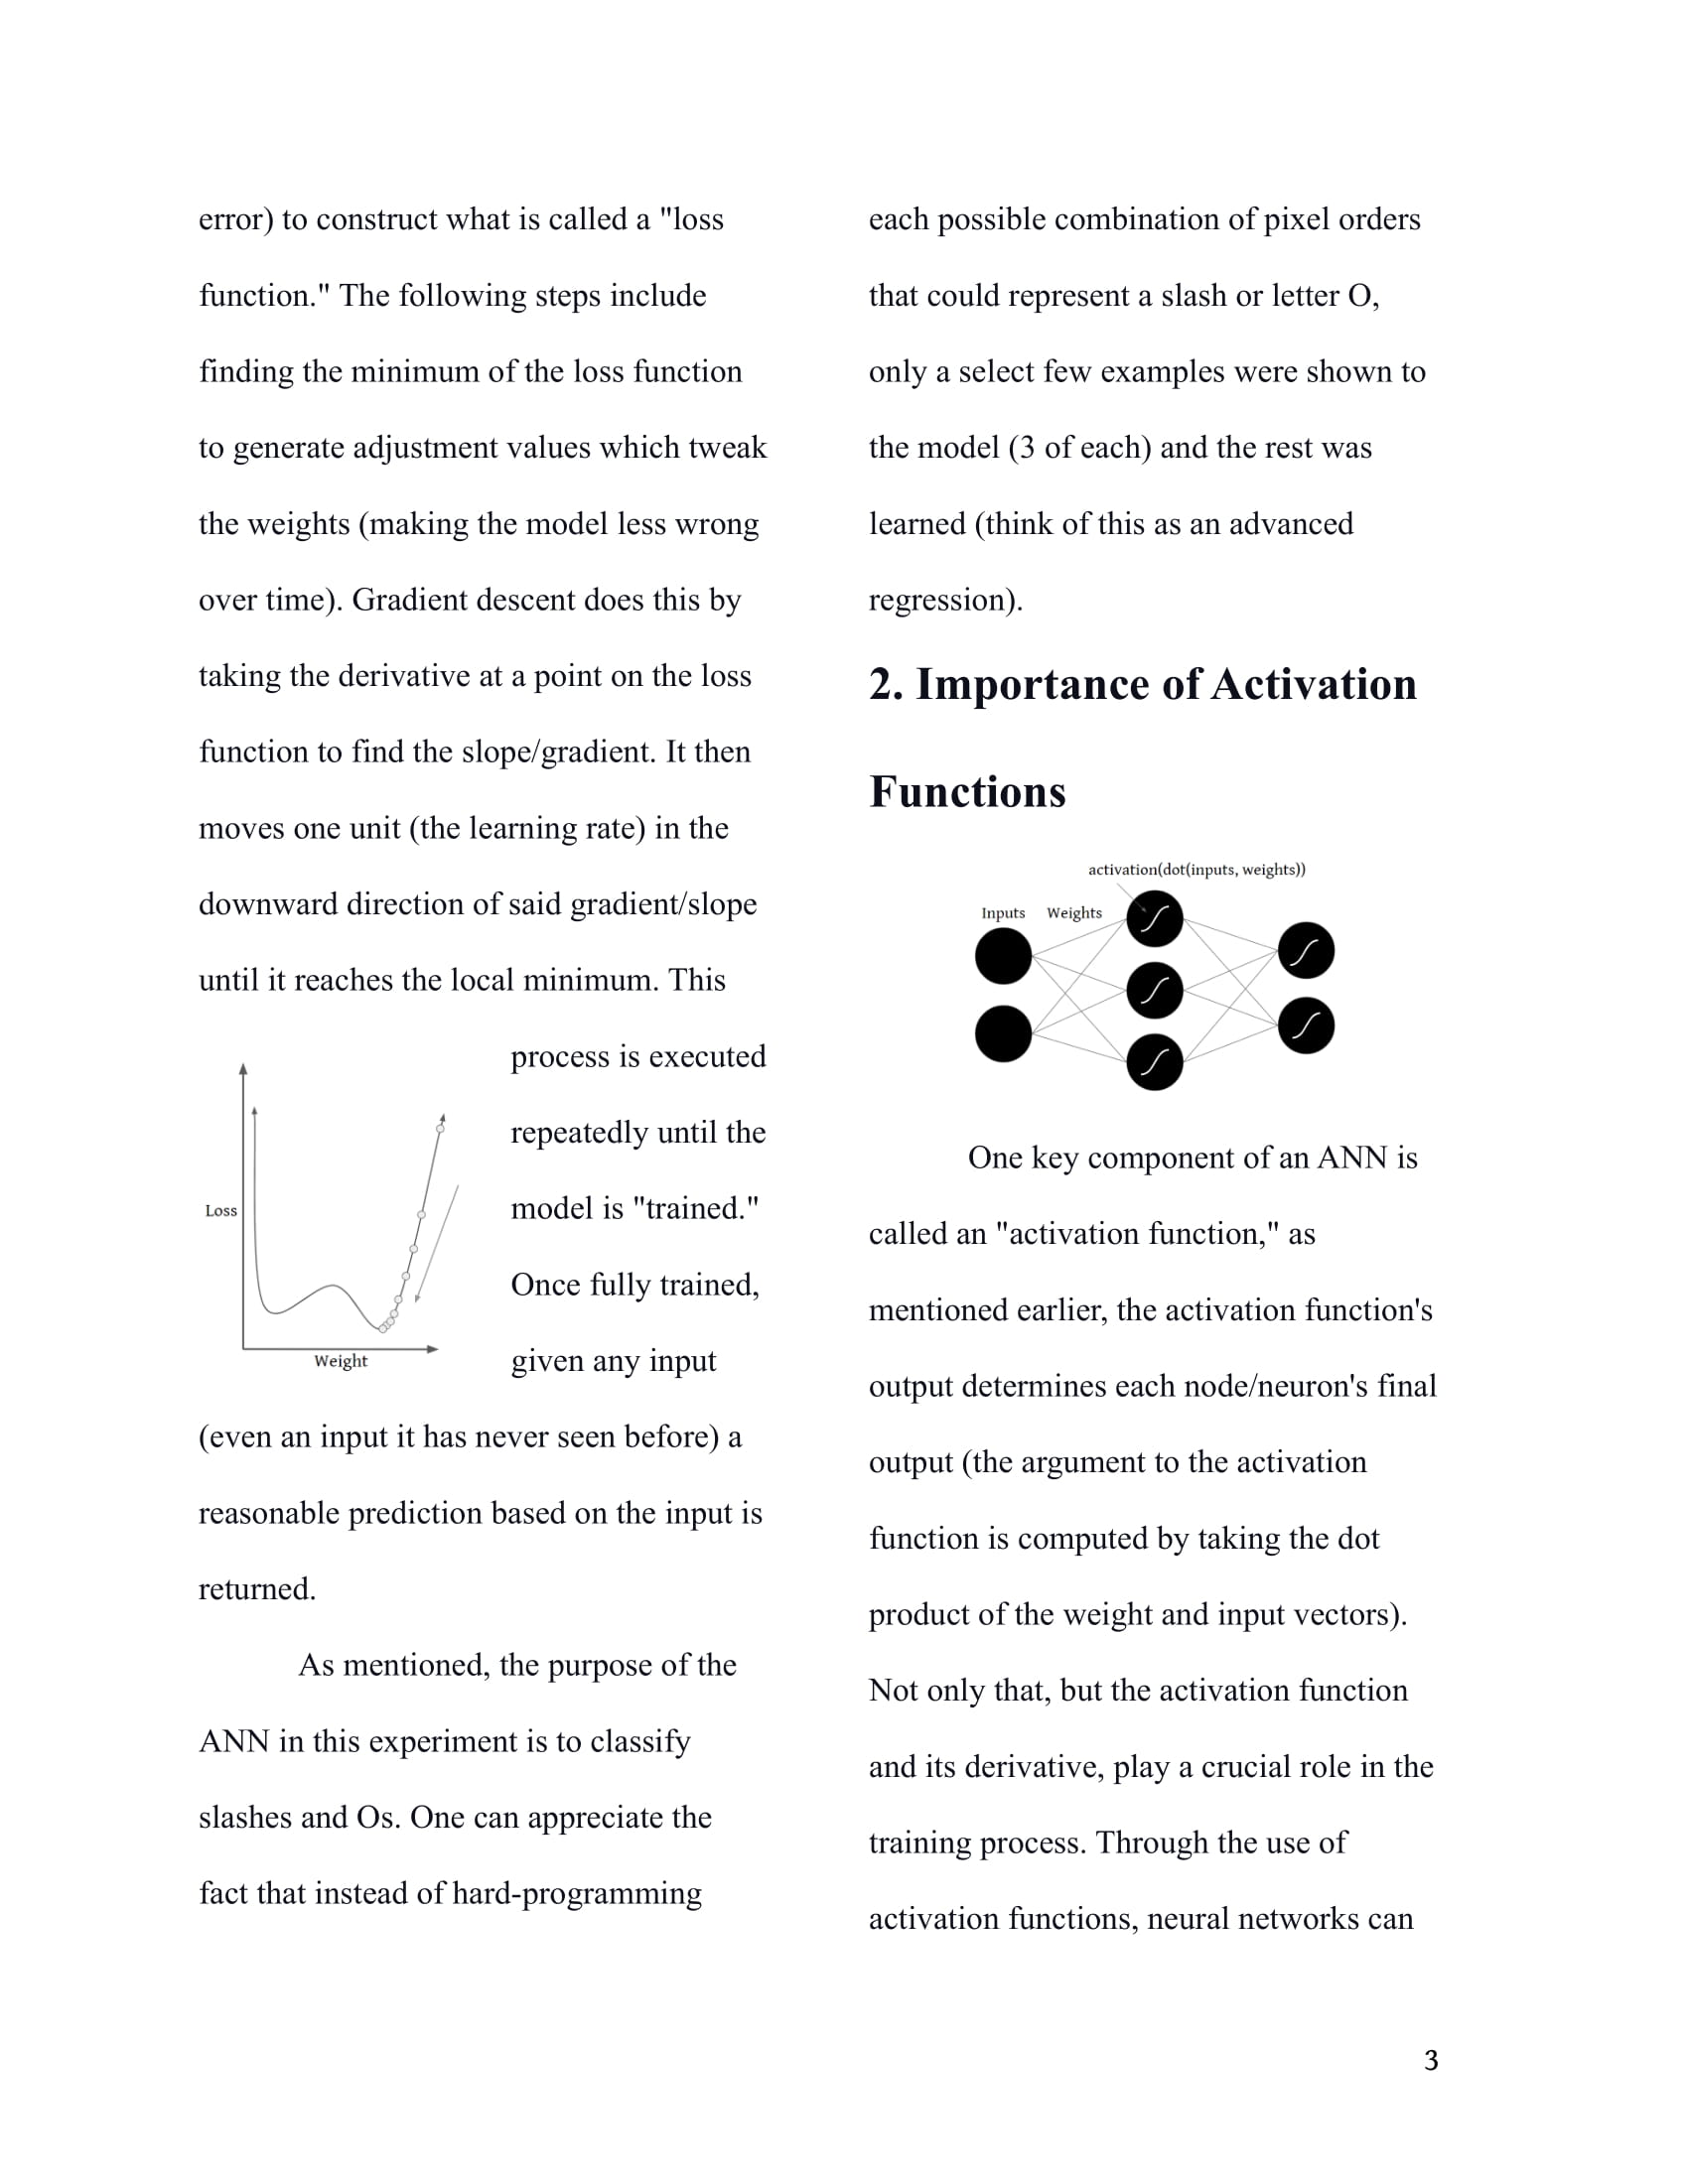 error) to construct what is called a "loss
function." The following steps include
finding the minimum of the loss function
to generate adjustment values which tweak
the weights (making the model less wrong
over time). Gradient descent does this by
taking the derivative at a point on the loss
function to find the slope/gradient. It then
moves one unit (the learning rate) in the
downward direction of said gradient/slope
until it reaches the local minimum. This
process is executed
repeatedly until the
model is "trained."
Once fully trained,
given any input
Loss
Weight
(even an input it has never seen before) a
reasonable prediction based on the input is
returned.
As mentioned, the purpose of the
ANN in this experiment is to classify
slashes and Os. One can appreciate the
fact that instead of hard-programming
each possible combination of pixel orders
that could represent a slash or letter O,
only a select few examples were shown to
the model (3 of each) and the rest was
learned (think of this as an advanced
regression).
2. Importance of Activation
Functions
activation(dot(inputs, weights))
Inputs Weights
One key component of an ANN is
called an "activation function," as
mentioned earlier, the activation function's
output determines each node/neuron's final
output (the argument to the activation
function is computed by taking the dot
product of the weight and input vectors).
Not only that, but the activation function
and its derivative, play a crucial role in the
training process. Through the use of
activation functions, neural networks can
3